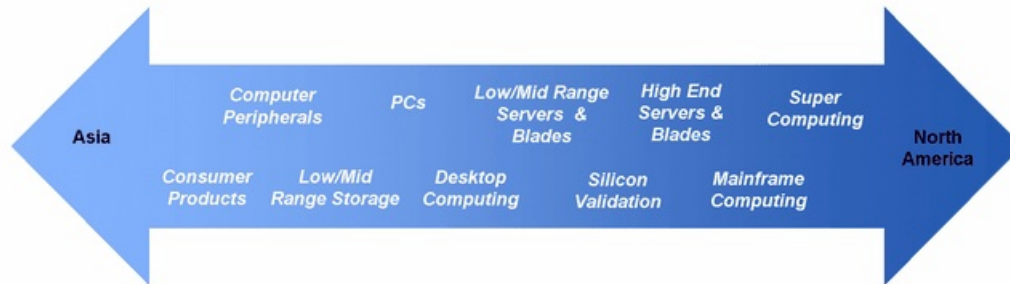 Asia
Computer
Peripherals
PCs
Low/Mid Range
Servers &
Blades
High End
Servers &
Blades
Super
Computing
Consumer
Products
Low/Mid
Range Storage
Desktop
Computing
Silicon
Validation
Mainframe
Computing
North
America